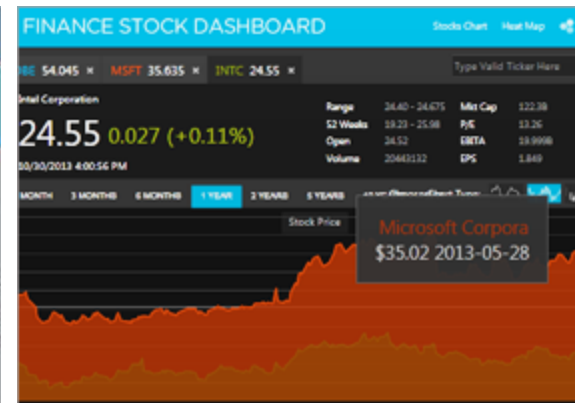 FINANCE STOCK DASHBOARD
Stocks Chart Heat Map
54.045 × MSFT 35.635 × INTC 24.55 ×
Type Valid Ticker Here
Intel Corporation
24.55 0.027 (+0.11%)
10/30/2013 4:00:56 PM
Range 24.40 - 24.675 Mkt Cap 122.3B
52 Weeks 19.23 - 25.98 P/E 13.26
Open 24.52 EBITA 19.999B
Volume 20443132 EPS 1.849
MONTH 3 MONTHS 6 MONTHS 1 YEAR 2 YEARS 5 YEARS Type:
Stock Price
Microsoft Corpora
$35.02 2013-05-28